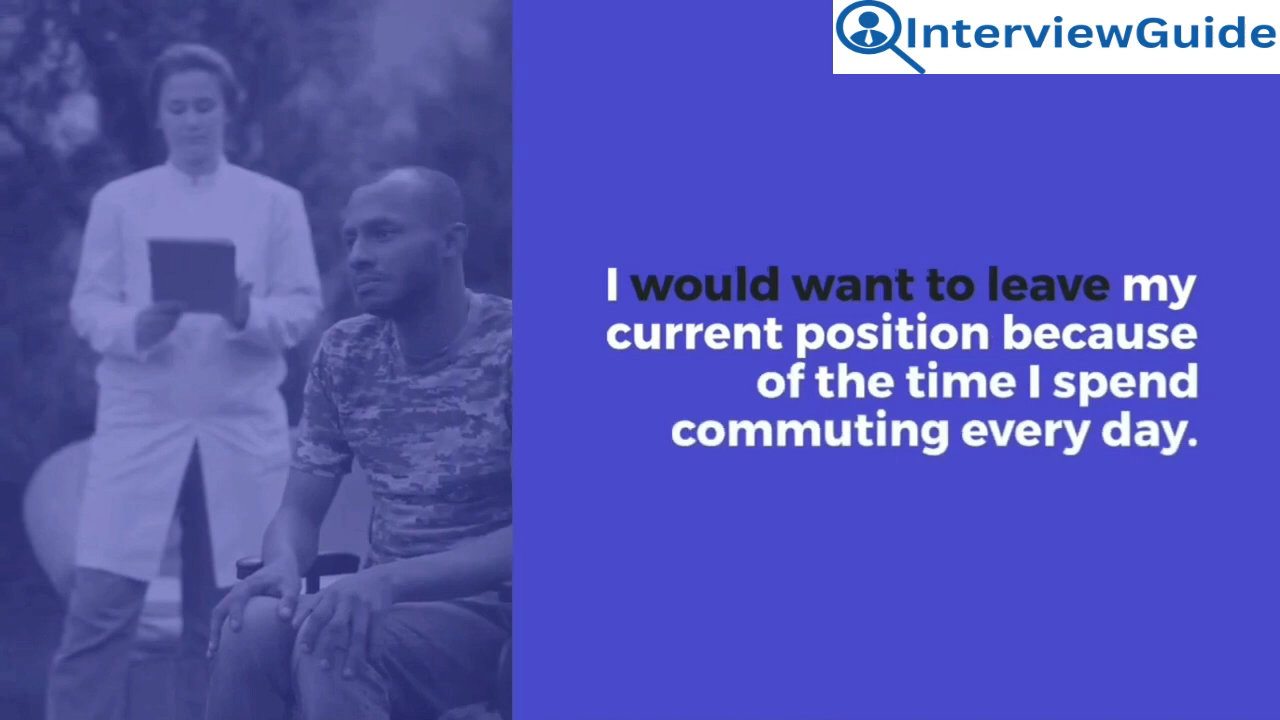 InterviewGuide
I would want to leave my
current position because
of the time I spend
commuting every day.